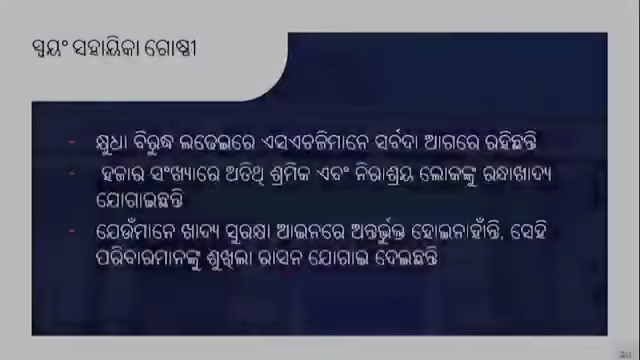 ସ୍ୱୟଂ ସହାୟିକା ଗୋଷ୍ଠୀ
- କ୍ଷୁଧା ବିରୁଦ୍ଧ ଲଢେଇରେ ଏସଏଚଜିମାନେ ସର୍ବଦା ଆଗରେ ରହିଛନ୍ତି
- ହଜାର ସଂଖ୍ୟାରେ ଅତିଥି ଶ୍ରମିକ ଏବଂ ନିରାଶ୍ରୟ ଲୋକଙ୍କୁ ରନ୍ଧାଖାଦ୍ୟ
ଯୋଗାଇଛନ୍ତି
- ଯେଉଁମାନେ ଖାଦ୍ୟ ସୁରକ୍ଷା ଆଇନରେ ଅନ୍ତର୍ଭୁକ୍ତ ହୋଇନାହାଁନ୍ତି, ସେହି
ପରିବାରମାନଙ୍କୁ ଶୁଖିଲା ରାସନ ଯୋଗାଇ ଦେଇଛନ୍ତି